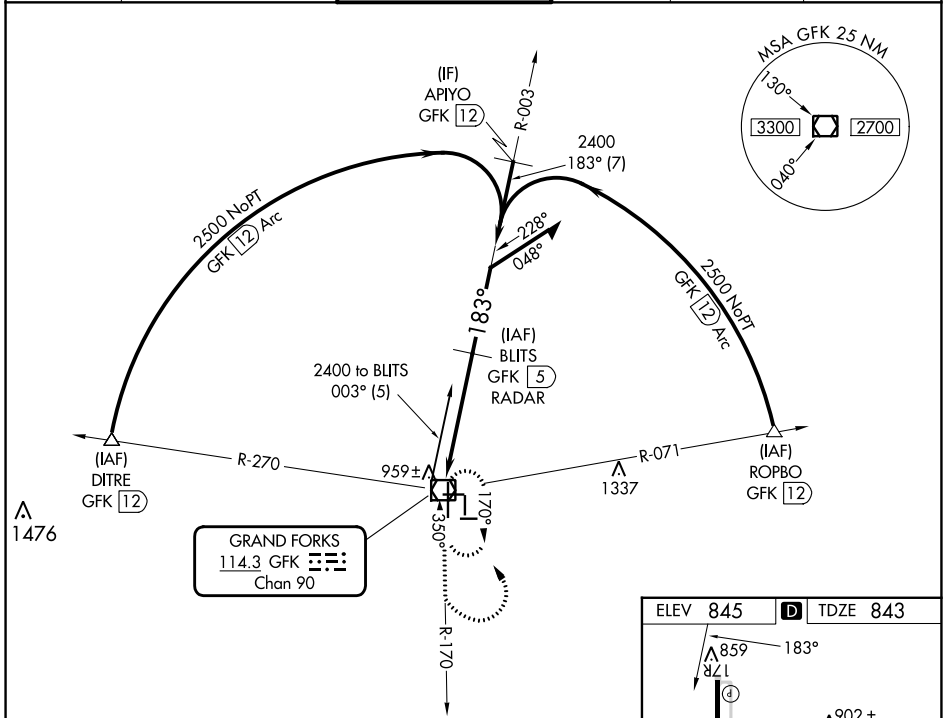 MSA GFK 25 NM
130°
3300
2700
040°
(IF)
APIYO
GFK 12
R-003
2400
183° (7)
2500 NoPT
GFK 12 Arc
228°
048°
2500 NoPT
GFK 12 Arc
183°
(IAF)
BLITS
GFK 5
RADAR
2400 to BLITS
003° (5)
(IAF)
DITRE
GFK 12
R-270
959±
R-071
1337
(IAF)
ROPBO
GFK 12
1476
170°
350°
GRAND FORKS
114.3 GFK
Chan 90
R-170
ELEV 845 D TDZE 843
183°
859
17R
P
902 ±